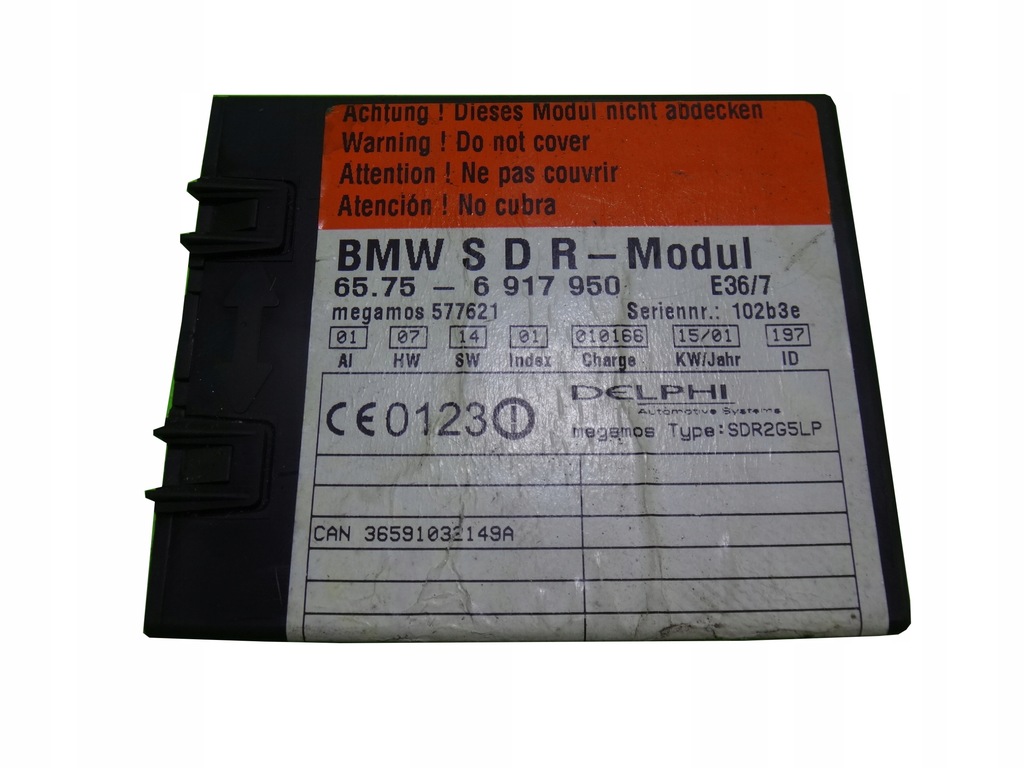 Achtung ! Dieses Modul nicht abdecken
Warning ! Do not cover
Attention ! Ne pas couvrir
Atención ! No cubra
BMW S D R – Modul
65.75 – 6 917 950 E36/7
megamos 577621 Seriennr.: 102b3e
01 07 14 01 010166 15/01 197
AI HW SW Index Charge KW/Jahr ID
CE0123
DELPHI
Automotive Systems
megamos Type:SDR2G5LP
CAN 36591032149A